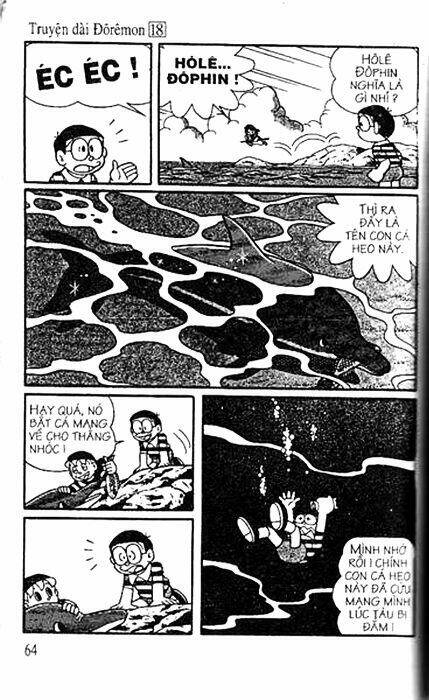 Truyện dài Đôrêmon 18
ÉC ÉC !
HÔLÊ...
ĐÔPHIN !
HÔLÊ
ĐÔPHIN
NGHĨA LÀ
GÌ NHỈ ?
THÌ RA
ĐẤY LÀ
TÊN CON CÁ
HEO NÀY.
HAY QUÁ, NÓ
BẮT CÁ MANG
VỀ CHO THẰNG
NHÓC !
MÌNH NHỚ
RỒI ! CHÍNH
CON CÁ HEO
NÀY ĐÃ CỨU
MẠNG MÌNH
LÚC TÀU BỊ
ĐẮM !
64